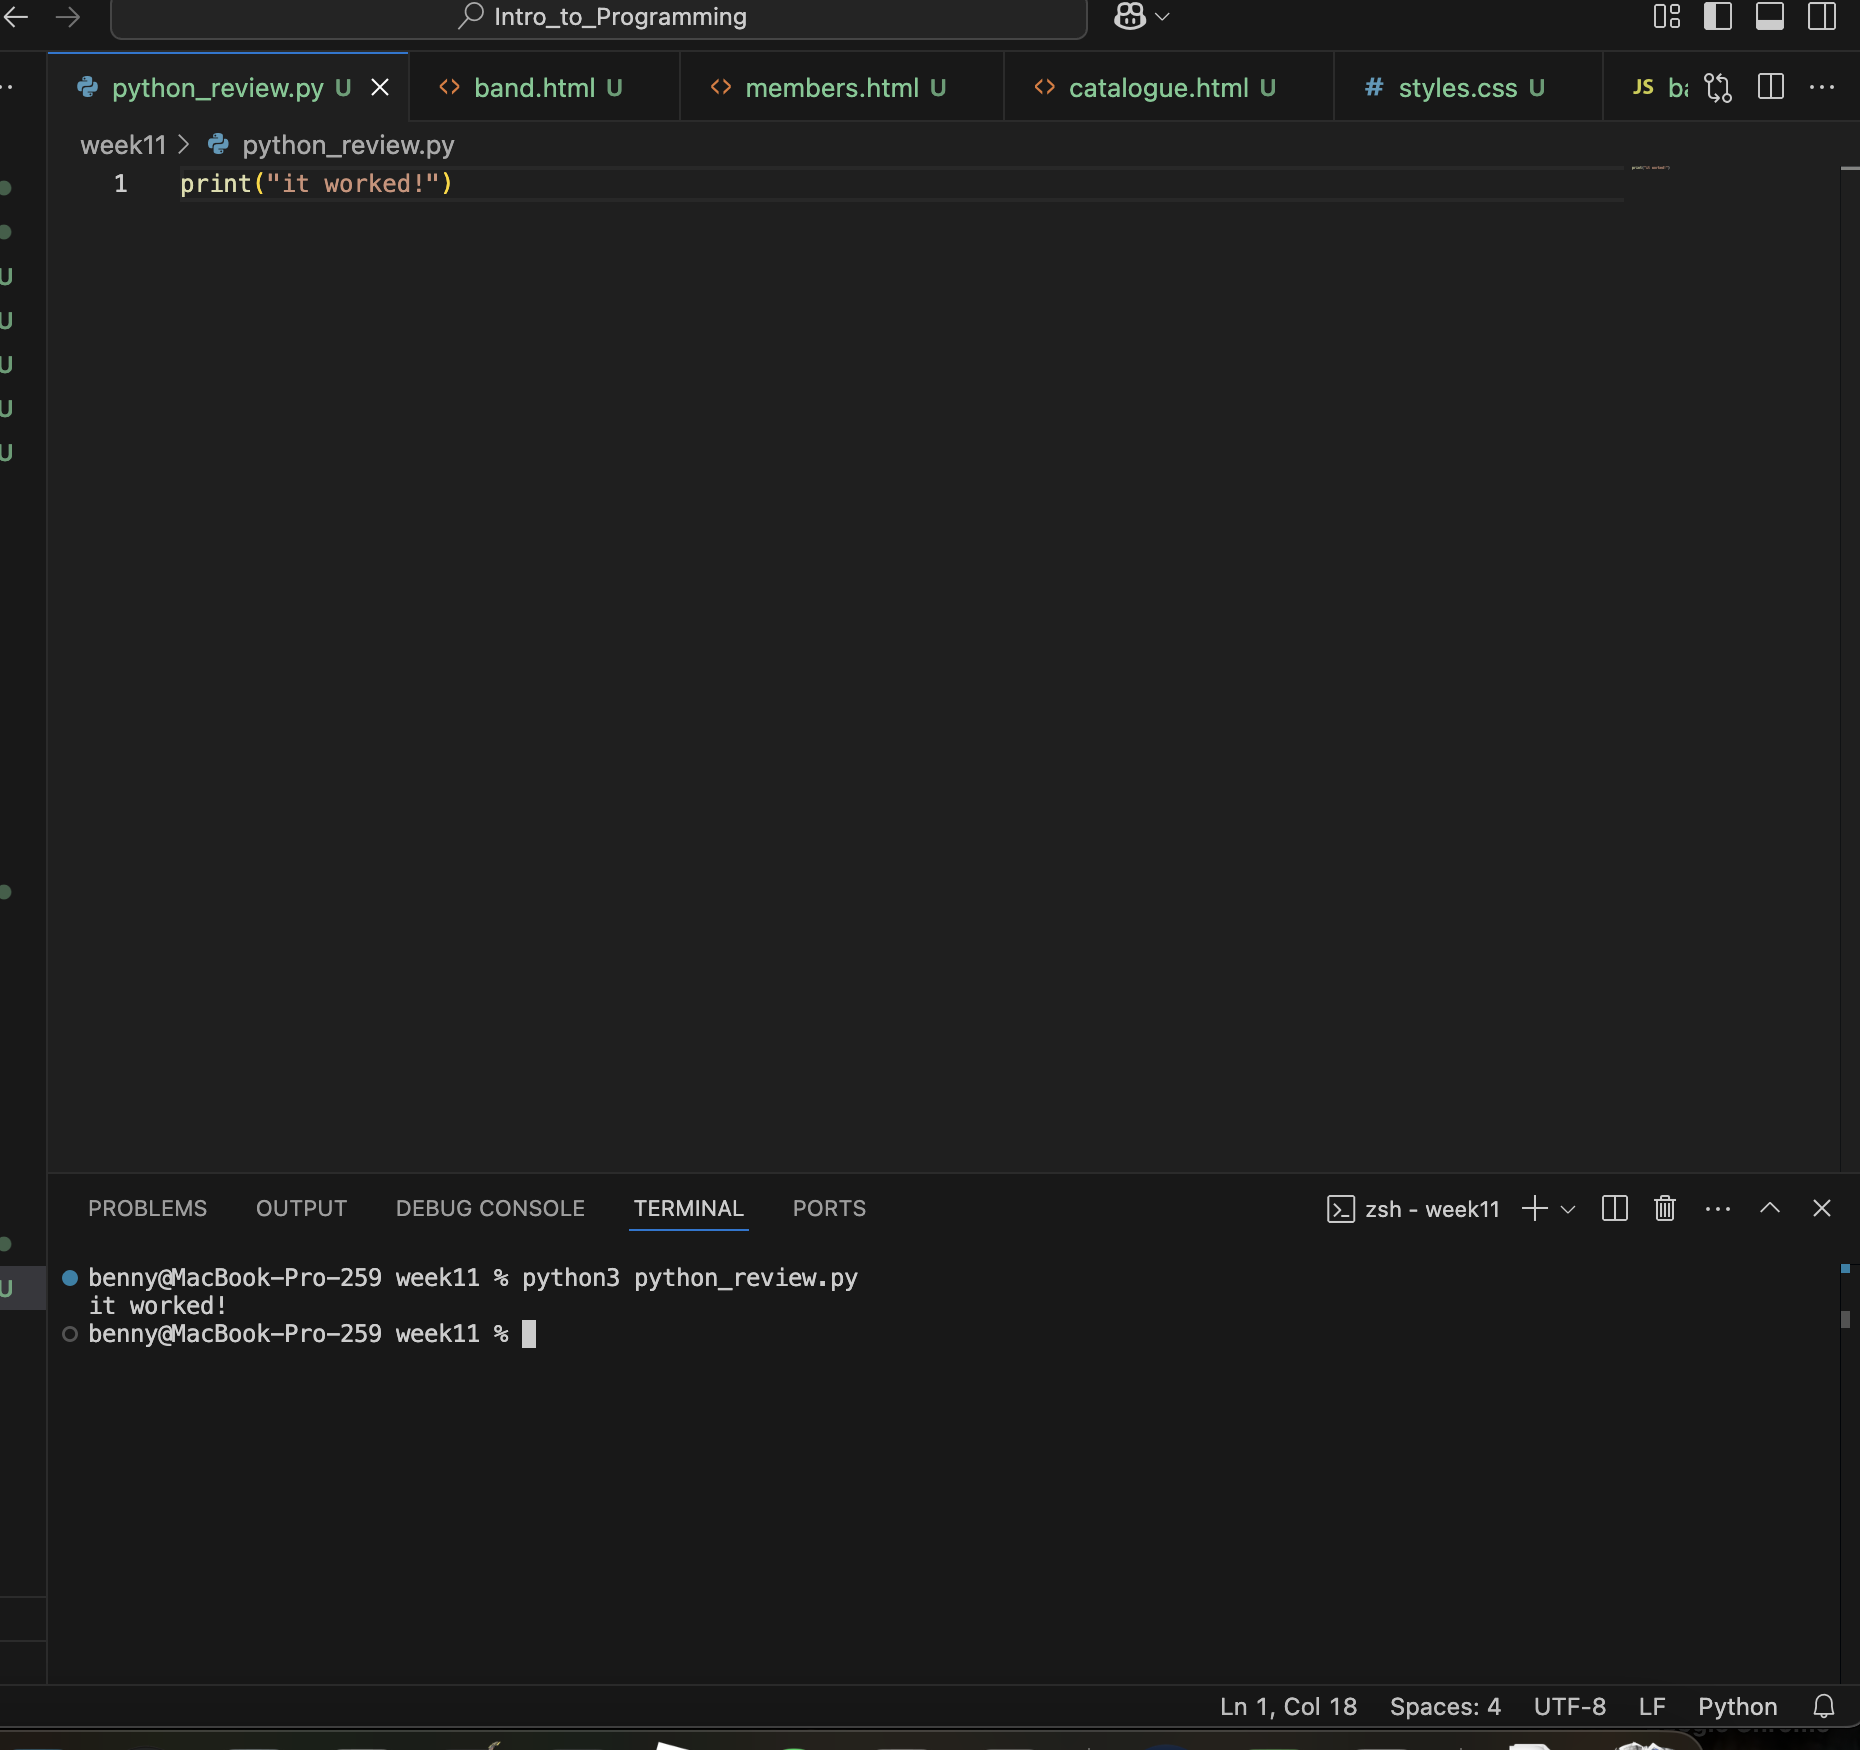 Intro_to_Programming
python_review.py U
band.html U
members.html U
catalogue.html U
# styles.css U
JS
week11 > python_review.py
1 print("it worked!")
U
U
U
U
U
U
PROBLEMS OUTPUT DEBUG CONSOLE TERMINAL PORTS
zsh - week11
benny@MacBook-Pro-259 week11 % python3 python_review.py
it worked!
benny@MacBook-Pro-259 week11 %
Ln 1, Col 18 Spaces: 4 UTF-8 LF Python